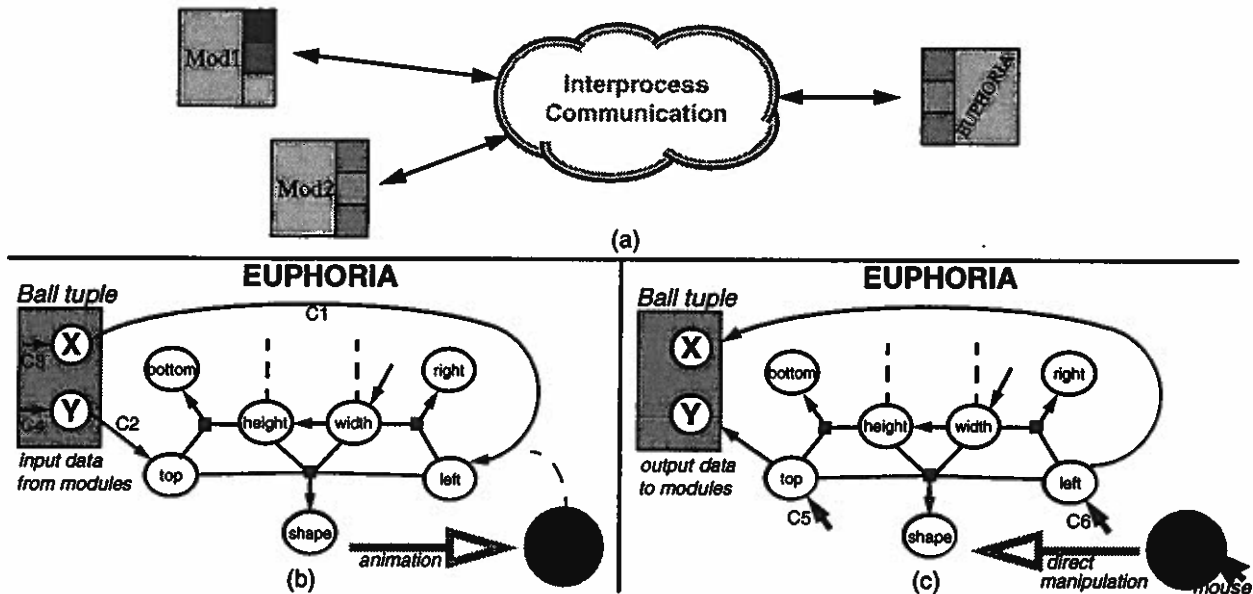 Mod1
Interprocess
Communication
EUPHORIA
Mod2
(a)
EUPHORIA
Ball tuple
C1
X
C3
bottom
right
Y
C4
C2
height
width
input data
from modules
top
left
shape
animation
(b)
EUPHORIA
Ball tuple
X
bottom
right
Y
height
width
output data
to modules
top
left
C5
C6
shape
direct
manipulation
mouse
(c)